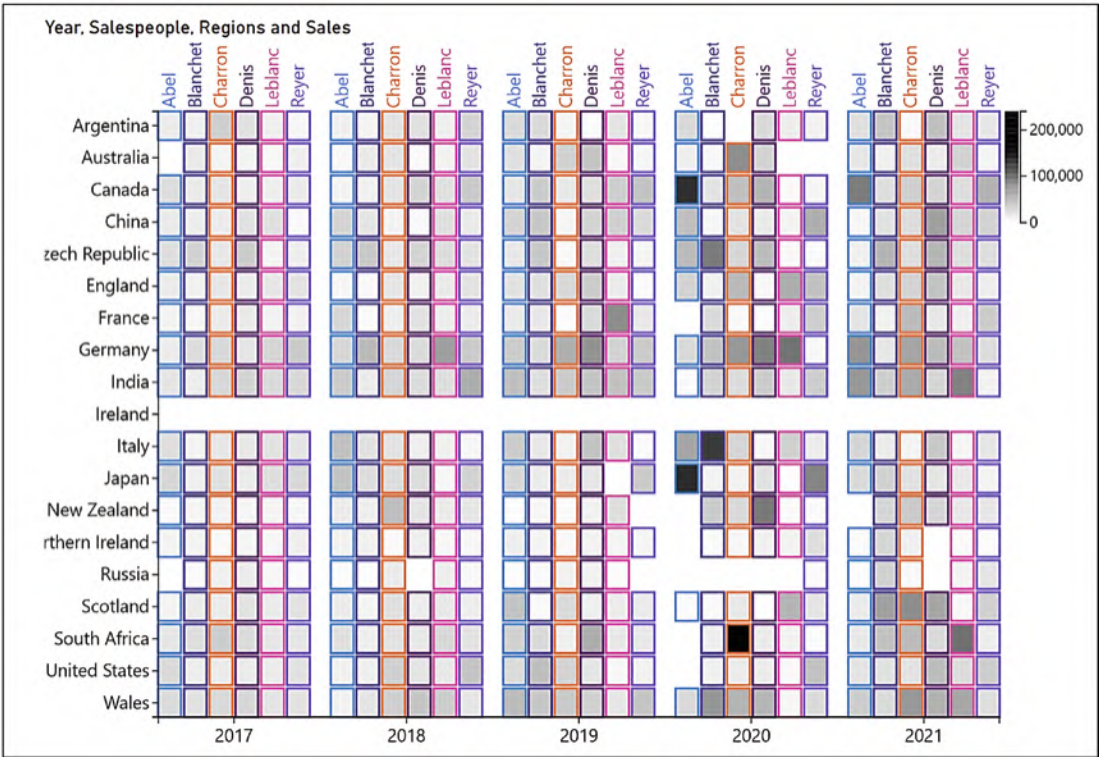 Year, Salespeople, Regions and Sales
Abel Blanchet Charron Denis Leblanc Reyer Abel Blanchet Charron Denis Leblanc Reyer Abel Blanchet Charron Denis Leblanc Reyer Abel Blanchet Charron Denis Leblanc Reyer Abel Blanchet Charron Denis Leblanc Reyer
Argentina
200,000
Australia
100,000
Canada
0
China
zech Republic
England
France
Germany
India
Ireland
Italy
Japan
New Zealand
rthern Ireland
Russia
Scotland
South Africa
United States
Wales
2017 2018 2019 2020 2021